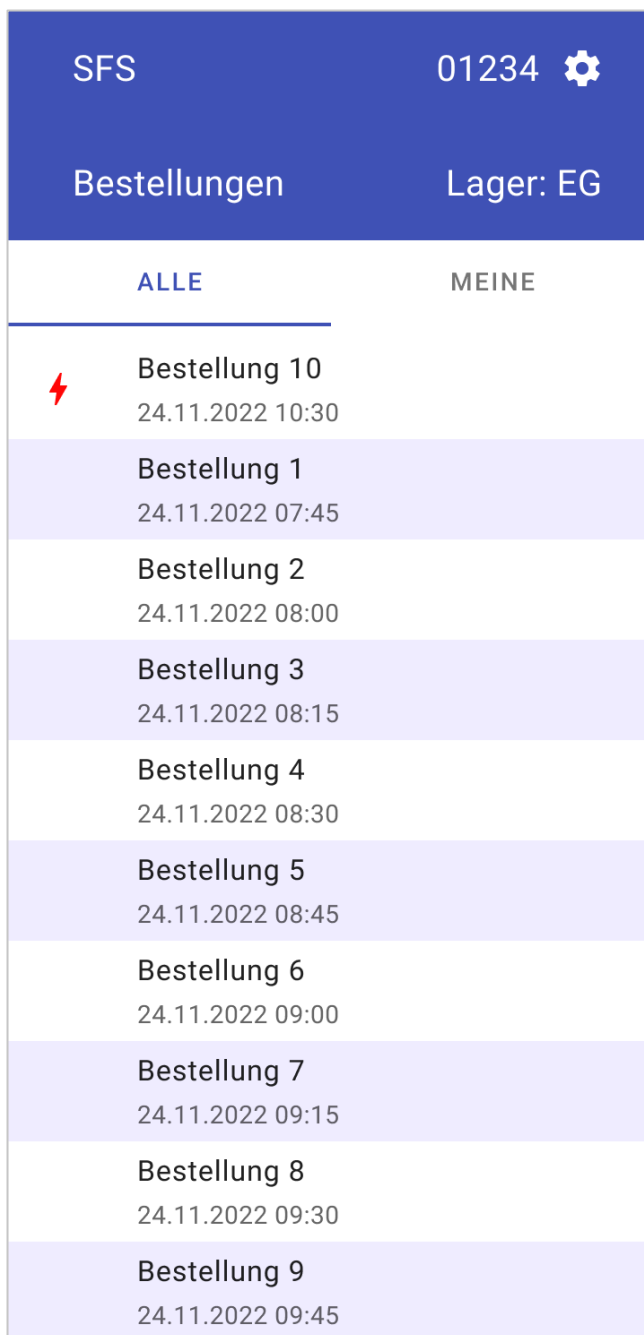 SFS 01234
Bestellungen Lager: EG
ALLE MEINE
Bestellung 10
24.11.2022 10:30
Bestellung 1
24.11.2022 07:45
Bestellung 2
24.11.2022 08:00
Bestellung 3
24.11.2022 08:15
Bestellung 4
24.11.2022 08:30
Bestellung 5
24.11.2022 08:45
Bestellung 6
24.11.2022 09:00
Bestellung 7
24.11.2022 09:15
Bestellung 8
24.11.2022 09:30
Bestellung 9
24.11.2022 09:45